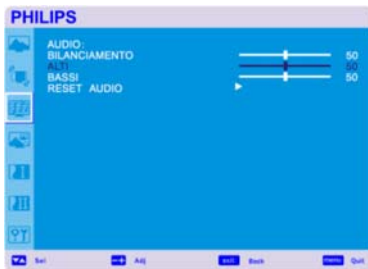 PHILIPS
AUDIO:
BILANCIAMENTO 50
ALTI 50
BASSI 50
RESET AUDIO
Sel Adj exit Back menu Quit